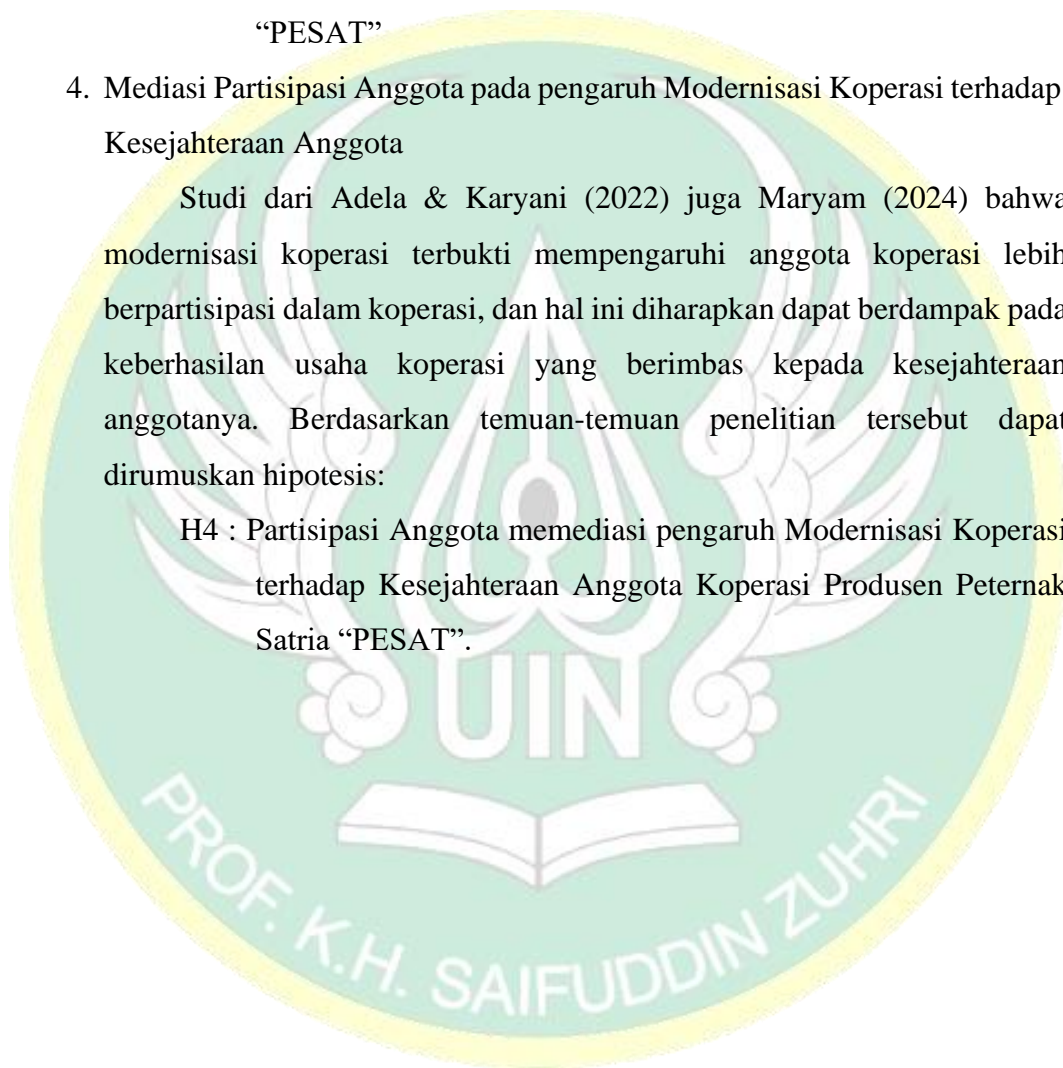 “PESAT”
4. Mediasi Partisipasi Anggota pada pengaruh Modernisasi Koperasi terhadap
Kesejahteraan Anggota
Studi dari Adela & Karyani (2022) juga Maryam (2024) bahwa
modernisasi koperasi terbukti mempengaruhi anggota koperasi lebih
berpartisipasi dalam koperasi, dan hal ini diharapkan dapat berdampak pada
keberhasilan usaha koperasi yang berimbas kepada kesejahteraan
anggotanya. Berdasarkan temuan-temuan penelitian tersebut dapat
dirumuskan hipotesis:
H4 : Partisipasi Anggota memediasi pengaruh Modernisasi Koperasi
terhadap Kesejahteraan Anggota Koperasi Produsen Peternak
Satria “PESAT”.
UIN
PROF. K.H. SAIFUDDIN ZUHRI